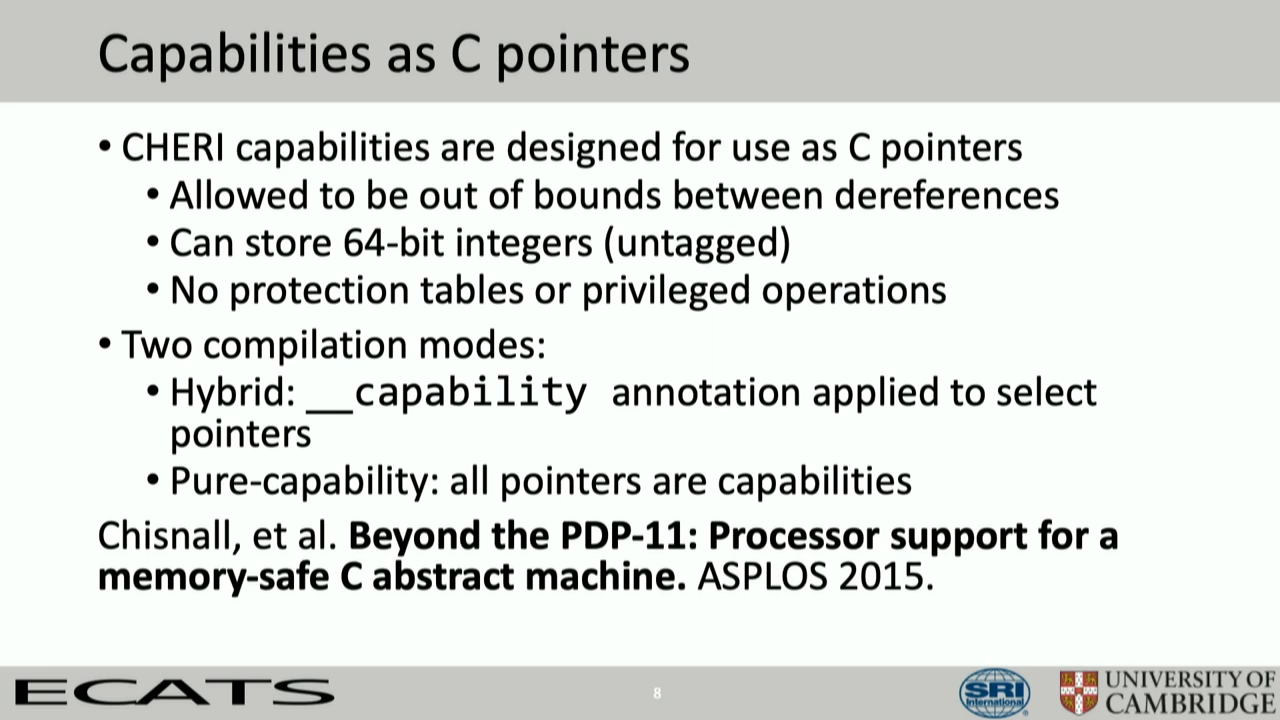 Capabilities as C pointers
• CHERI capabilities are designed for use as C pointers
• Allowed to be out of bounds between dereferences
• Can store 64-bit integers (untagged)
• No protection tables or privileged operations
• Two compilation modes:
• Hybrid: __capability annotation applied to select
pointers
• Pure-capability: all pointers are capabilities
Chisnall, et al. Beyond the PDP-11: Processor support for a
memory-safe C abstract machine. ASPLOS 2015.
ECATS
8
SRI
International
UNIVERSITY OF
CAMBRIDGE